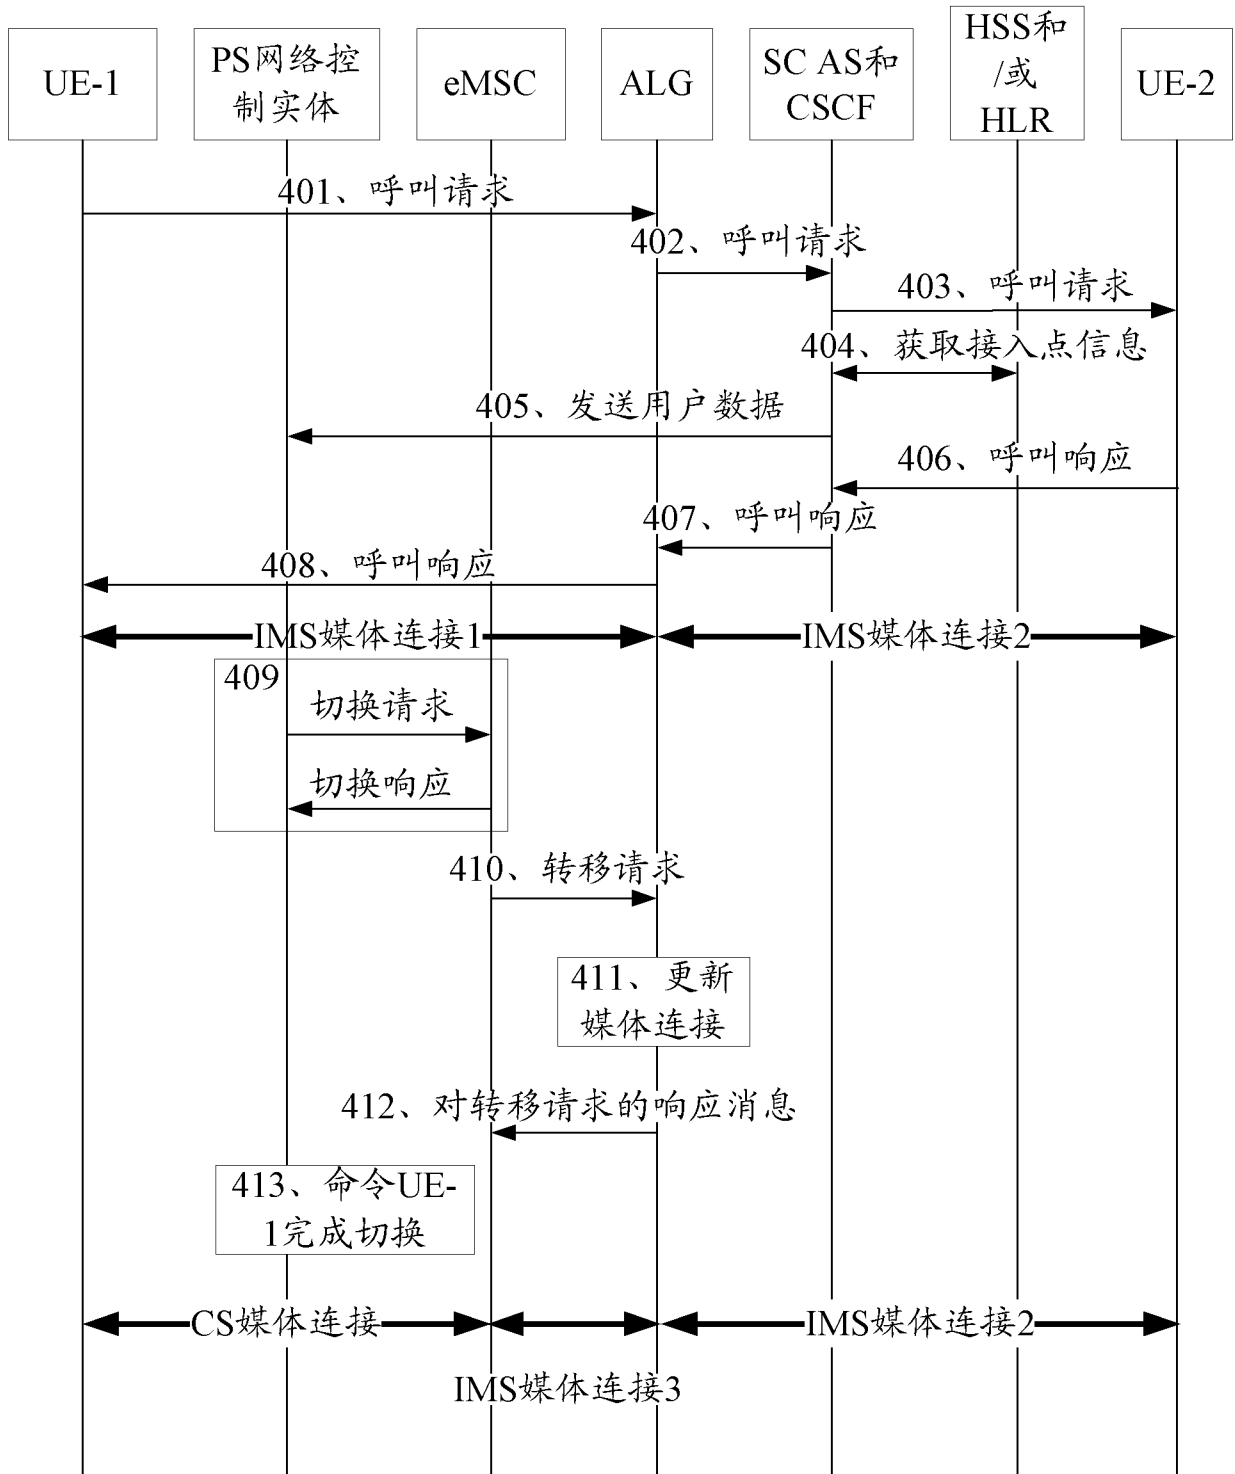 UE-1
PS网络控
制实体
eMSC
ALG
SC AS和
CSCF
HSS和
/或
HLR
UE-2
401、呼叫请求
402、呼叫请求
403、呼叫请求
404、获取接入点信息
405、发送用户数据
406、呼叫响应
407、呼叫响应
408、呼叫响应
IMS媒体连接1
IMS媒体连接2
409
切换请求
切换响应
410、转移请求
411、更新
媒体连接
412、对转移请求的响应消息
413、命令UE-
1完成切换
CS媒体连接
IMS媒体连接2
IMS媒体连接3